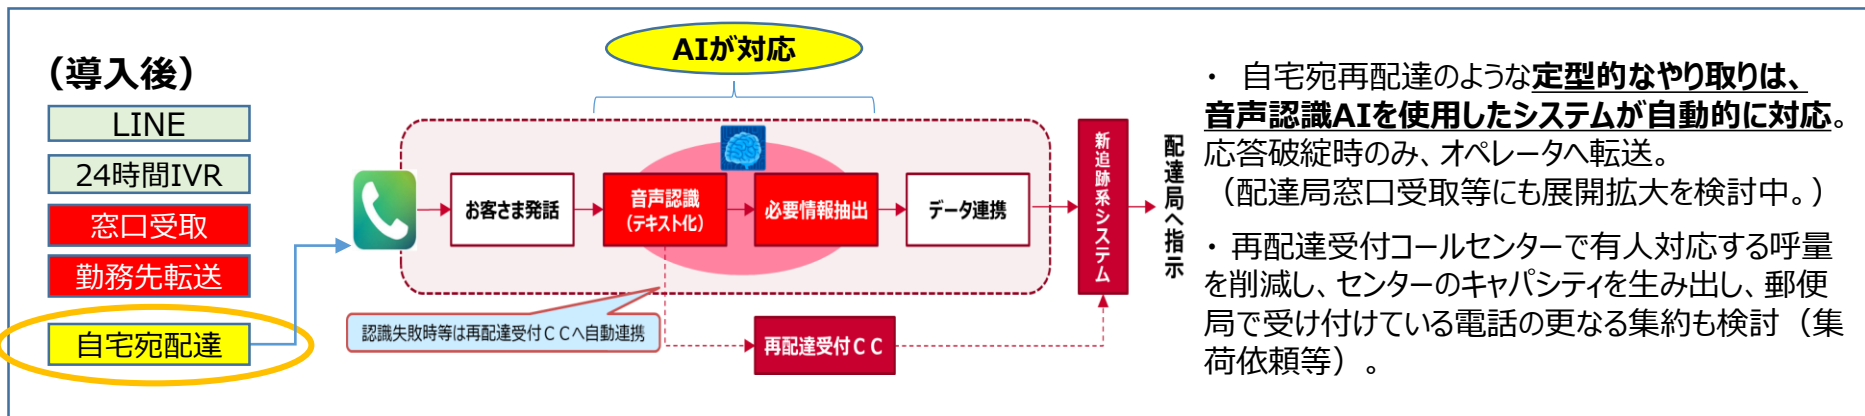 (導入後)
LINE
24時間IVR
窓口受取
勤務先転送
自宅宛配達
AIが対応
お客さま発話
音声認識
(テキスト化)
必要情報抽出
データ連携
新追跡系システム
配達局へ指示
認識失敗時等は再配達受付CCへ自動連携
再配達受付CC
・ 自宅宛再配達のような定型的なやり取りは、
音声認識AIを使用したシステムが自動的に対応。
応答破綻時のみ、オペレータへ転送。
(配達局窓口受取等にも展開拡大を検討中。)
・再配達受付コールセンターで有人対応する呼量
を削減し、センターのキャパシティを生み出し、郵便
局で受け付けている電話の更なる集約も検討(集
荷依頼等)。